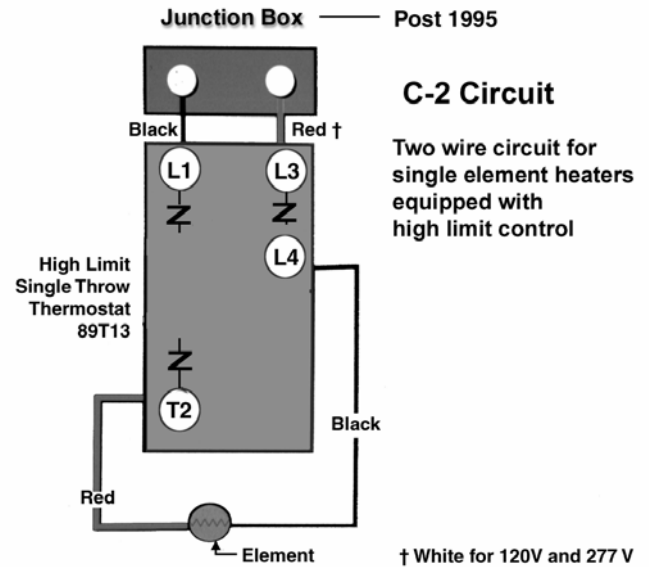 Junction Box
Post 1995
C-2 Circuit
Black
Red †
Two wire circuit for
single element heaters
equipped with
high limit control
L1
L3
L4
High Limit
Single Throw
Thermostat
89T13
T2
Black
Red
Element
† White for 120V and 277 V